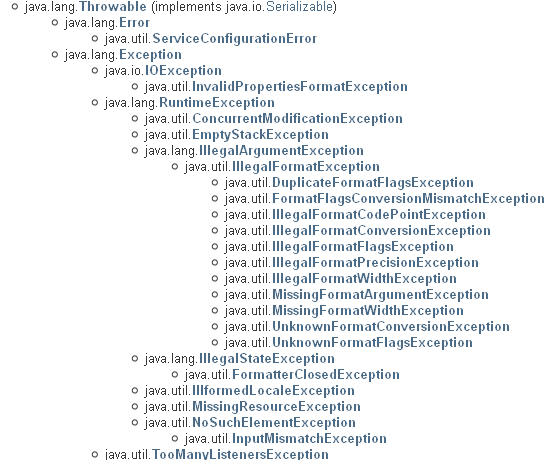 java.lang.Throwable (implements java.io.Serializable)
java.lang.Error
java.util.ServiceConfigurationError
java.lang.Exception
java.io.IOException
java.util.InvalidPropertiesFormatException
java.lang.RuntimeException
java.util.ConcurrentModificationException
java.util.EmptyStackException
java.lang.IllegalArgumentException
java.util.IllegalFormatException
java.util.DuplicateFormatFlagsException
java.util.FormatFlagsConversionMismatchException
java.util.IllegalFormatCodePointException
java.util.IllegalFormatConversionException
java.util.IllegalFormatFlagsException
java.util.IllegalFormatPrecisionException
java.util.IllegalFormatWidthException
java.util.MissingFormatArgumentException
java.util.MissingFormatWidthException
java.util.UnknownFormatConversionException
java.util.UnknownFormatFlagsException
java.lang.IllegalStateException
java.util.FormatterClosedException
java.util.IllformedLocaleException
java.util.MissingResourceException
java.util.NoSuchElementException
java.util.InputMismatchException
java.util.TooManyListenersException